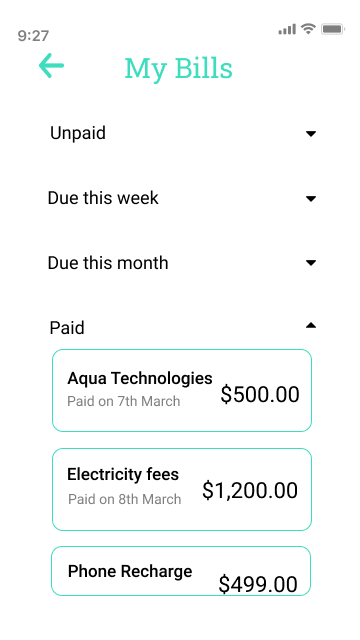 9:27
My Bills
Unpaid
Due this week
Due this month
Paid
Aqua Technologies
Paid on 7th March
$500.00
Electricity fees
Paid on 8th March
$1,200.00
Phone Recharge
$499.00